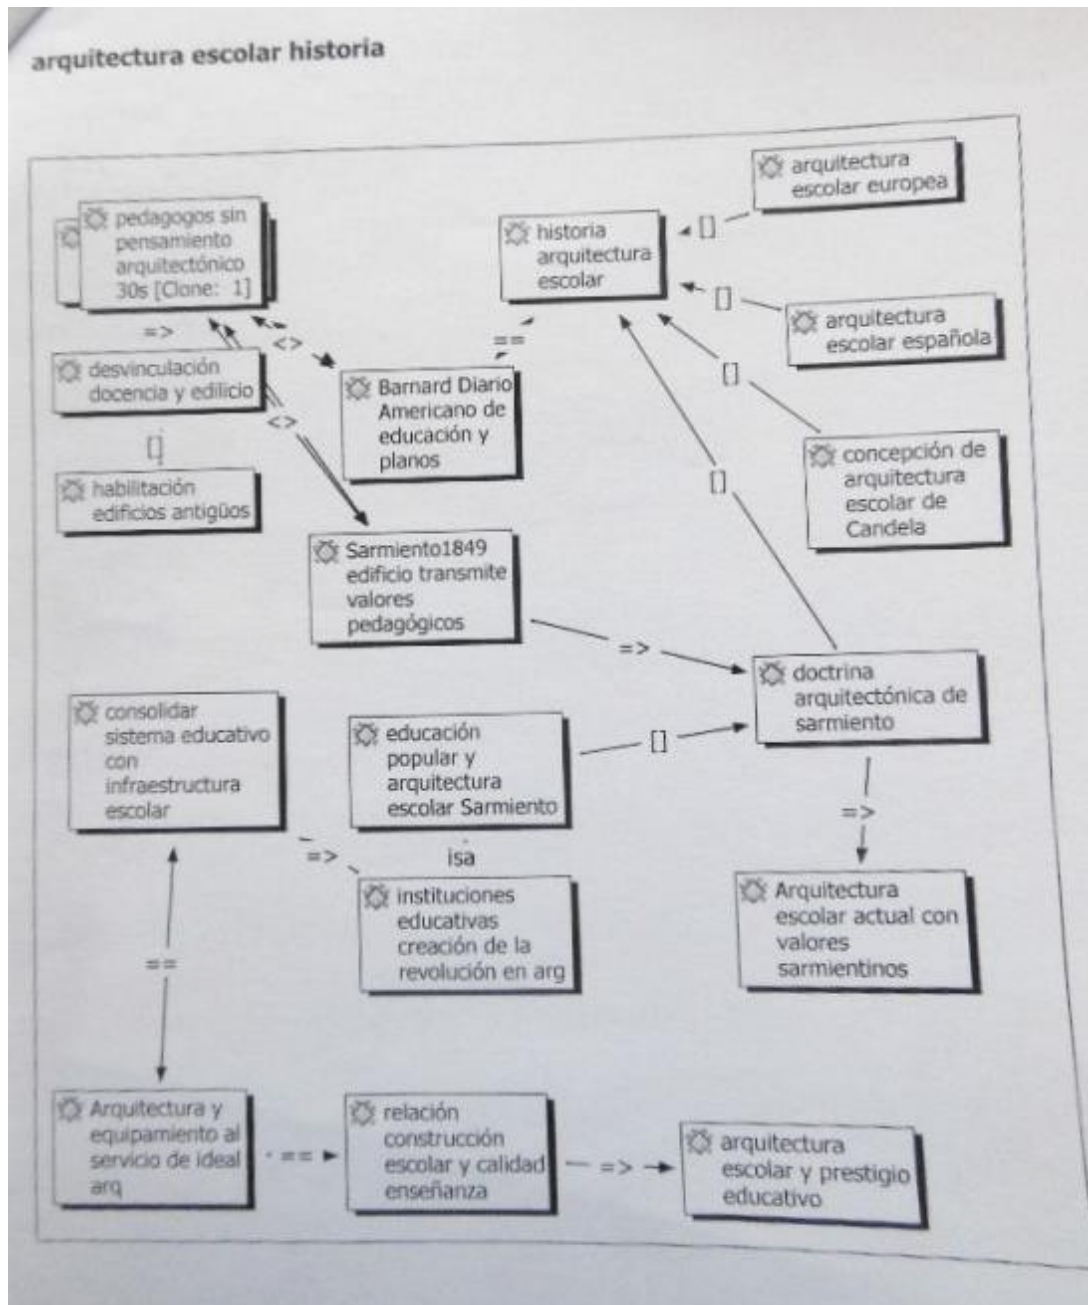 arquitectura escolar historia
pedagogos sin
pensamiento
arquitectónico
30s [Clone: 1]
=>
desvinculación
docencia y edilicio
[]
habilitación
edificios antigüos
<>
<>
Barnard Diario
Americano de
educación y
planos
==
historia
arquitectura
escolar
[]
arquitectura
escolar europea
[]
arquitectura
escolar española
[]
concepción de
arquitectura
escolar de
Candela
[]
Sarmiento1849
edificio transmite
valores
pedagógicos
=>
doctrina
arquitectónica de
sarmiento
consolidar
sistema educativo
con
infraestructura
escolar
educación
popular y
arquitectura
escolar Sarmiento
[]
=>
isa
=>
instituciones
educativas
creación de la
revolución en arg
Arquitectura
escolar actual con
valores
sarmientinos
==
Arquitectura y
equipamiento al
servicio de ideal
arq
==
relación
construcción
escolar y calidad
enseñanza
=>
arquitectura
escolar y prestigio
educativo